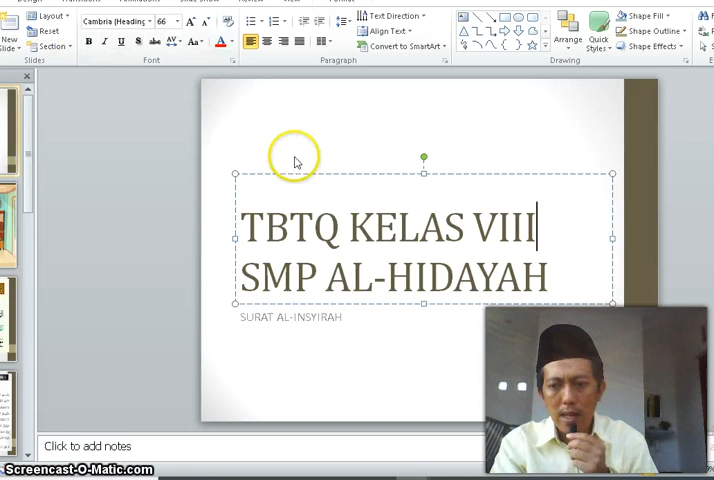 Layout
Reset
Section
New
Slide
Slides
Cambria (Heading
66
B I U S abc AV Aa A
Font
Paragraph
Text Direction
Align Text
Convert to SmartArt
Arrange
Quick
Styles
Shape Fill
Shape Outline
Shape Effects
Drawing
TBTQ KELAS VIII
SMP AL-HIDAYAH
SURAT AL-INSYIRAH
Click to add notes
Screencast-O-Matic.com